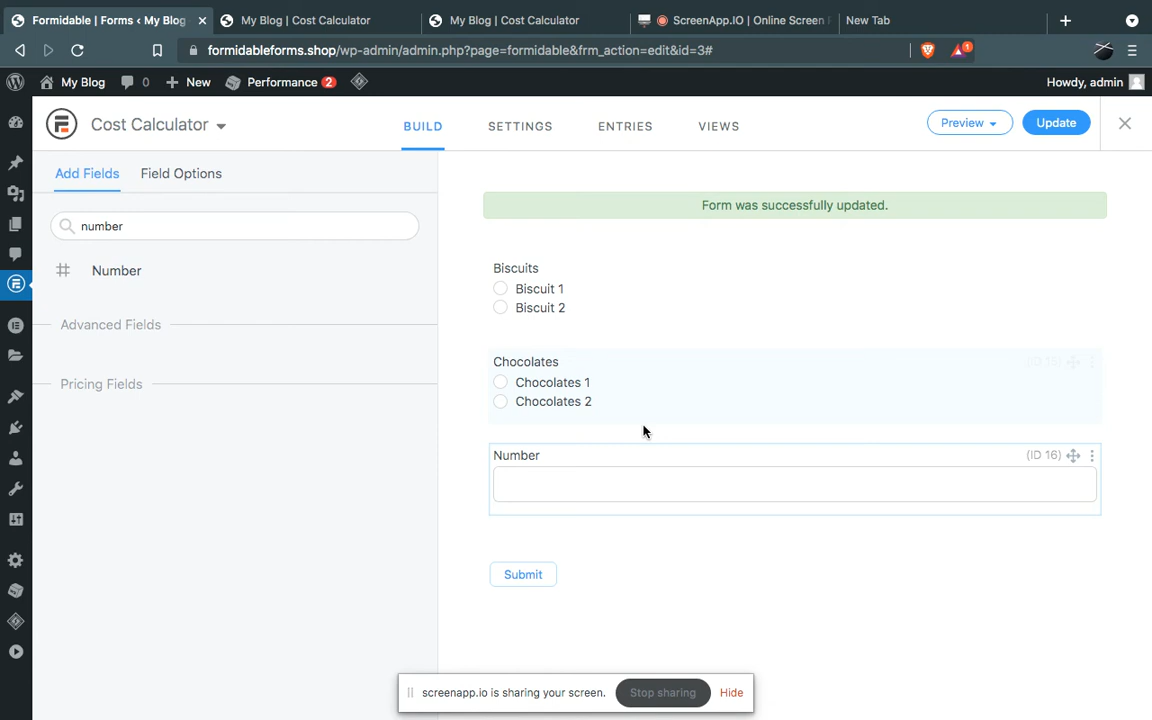 Formidable | Forms < My Blog
My Blog | Cost Calculator
My Blog | Cost Calculator
ScreenApp.IO | Online Screen
New Tab
formidableforms.shop/wp-admin/admin.php?page=formidable&frm_action=edit&id=3#
1
My Blog
0
New
Performance 2
Howdy, admin
Cost Calculator
BUILD
SETTINGS
ENTRIES
VIEWS
Preview
Update
Add Fields
Field Options
number
Number
Advanced Fields
Pricing Fields
Form was successfully updated.
Biscuits
Biscuit 1
Biscuit 2
Chocolates
(ID 15)
Chocolates 1
Chocolates 2
Number
(ID 16)
Submit
screenapp.io is sharing your screen.
Stop sharing
Hide